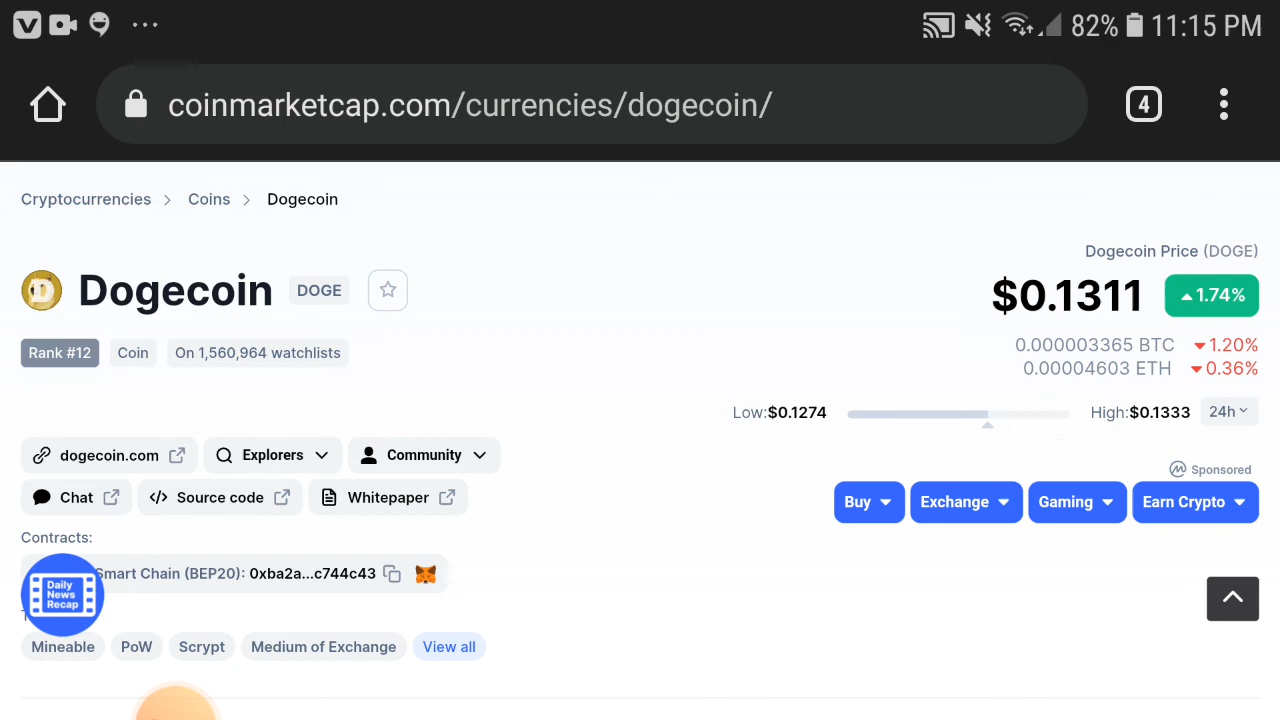 82% 11:15 PM
coinmarketcap.com/currencies/dogecoin/
4
Cryptocurrencies > Coins > Dogecoin
Dogecoin Price (DOGE)
Dogecoin DOGE
$0.1311 1.74%
Rank #12 Coin On 1,560,964 watchlists
0.000003365 BTC 1.20%
0.00004603 ETH 0.36%
Low:$0.1274 High:$0.1333 24h
dogecoin.com Explorers Community
Chat Source code Whitepaper
Sponsored
Buy Exchange Gaming Earn Crypto
Contracts:
Smart Chain (BEP20): 0xba2a...c744c43
Daily
News
Recap
Mineable PoW Scrypt Medium of Exchange View all